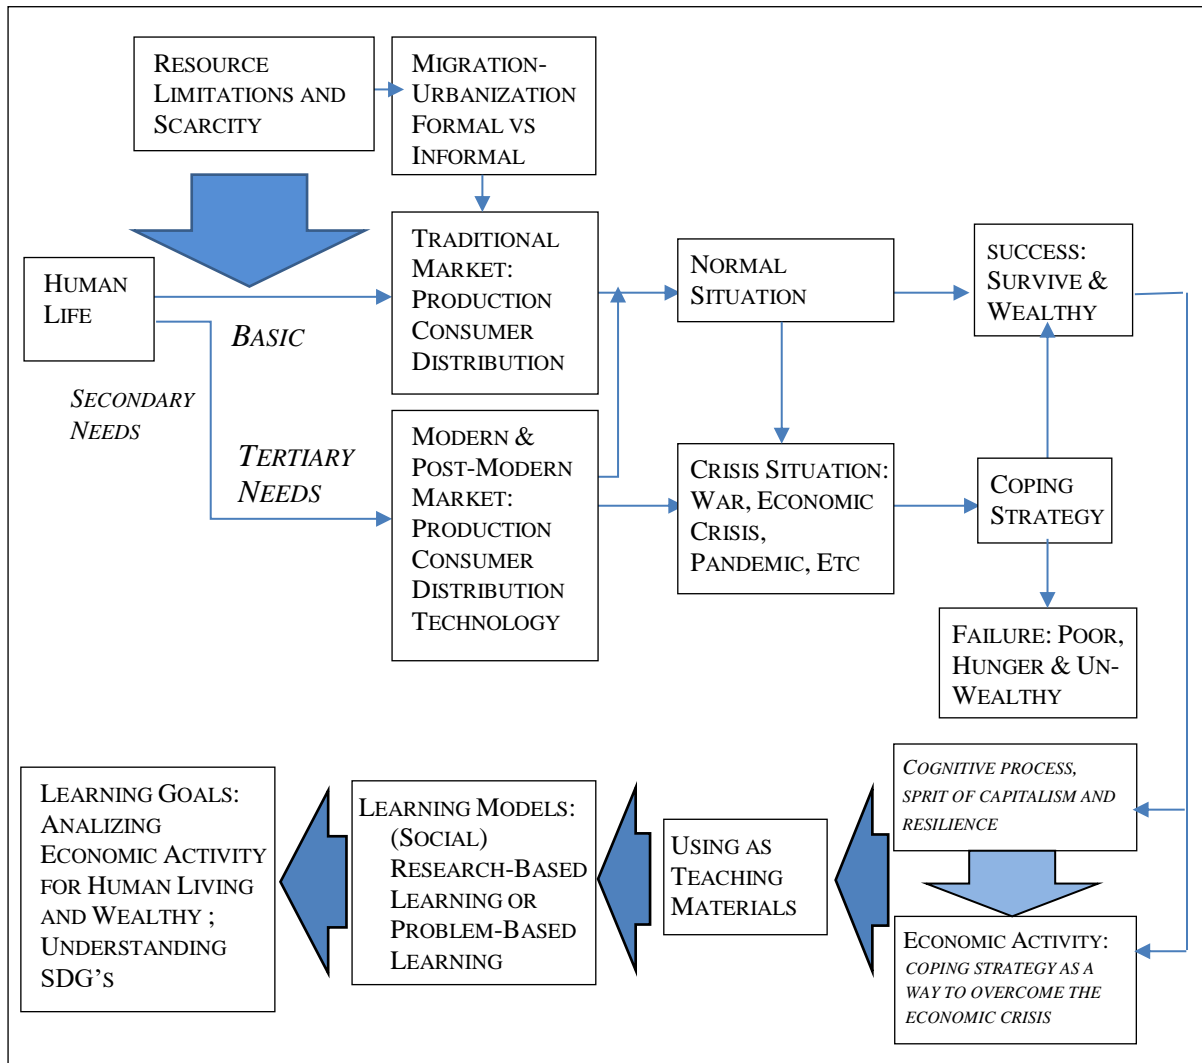 RESOURCE
LIMITATIONS AND
SCARCITY
MIGRATION-
URBANIZATION
FORMAL VS
INFORMAL
HUMAN
LIFE
BASIC
SECONDARY
NEEDS
TERTIARY
NEEDS
TRADITIONAL
MARKET:
PRODUCTION
CONSUMER
DISTRIBUTION
MODERN &
POST-MODERN
MARKET:
PRODUCTION
CONSUMER
DISTRIBUTION
TECHNOLOGY
NORMAL
SITUATION
CRISIS SITUATION:
WAR, ECONOMIC
CRISIS,
PANDEMIC, ETC
SUCCESS:
SURVIVE &
WEALTHY
COPING
STRATEGY
FAILURE: POOR,
HUNGER & UN-
WEALTHY
COGNITIVE PROCESS,
SPRIT OF CAPITALISM AND
RESILIENCE
ECONOMIC ACTIVITY:
COPING STRATEGY AS A
WAY TO OVERCOME THE
ECONOMIC CRISIS
USING AS
TEACHING
MATERIALS
LEARNING MODELS:
(SOCIAL)
RESEARCH-BASED
LEARNING OR
PROBLEM-BASED
LEARNING
LEARNING GOALS:
ANALIZING
ECONOMIC ACTIVITY
FOR HUMAN LIVING
AND WEALTHY ;
UNDERSTANDING
SDG'S